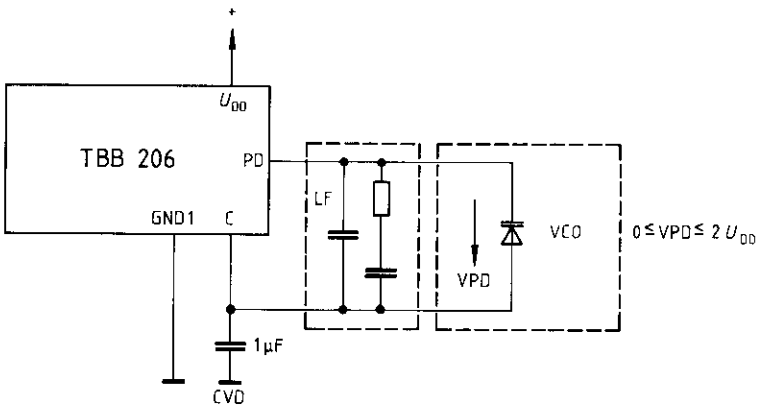 +
U_DD
TBB 206
PD
GND1 C
LF
VPD
VCO
0 ≤ VPD ≤ 2 U_DD
1µF
CVD